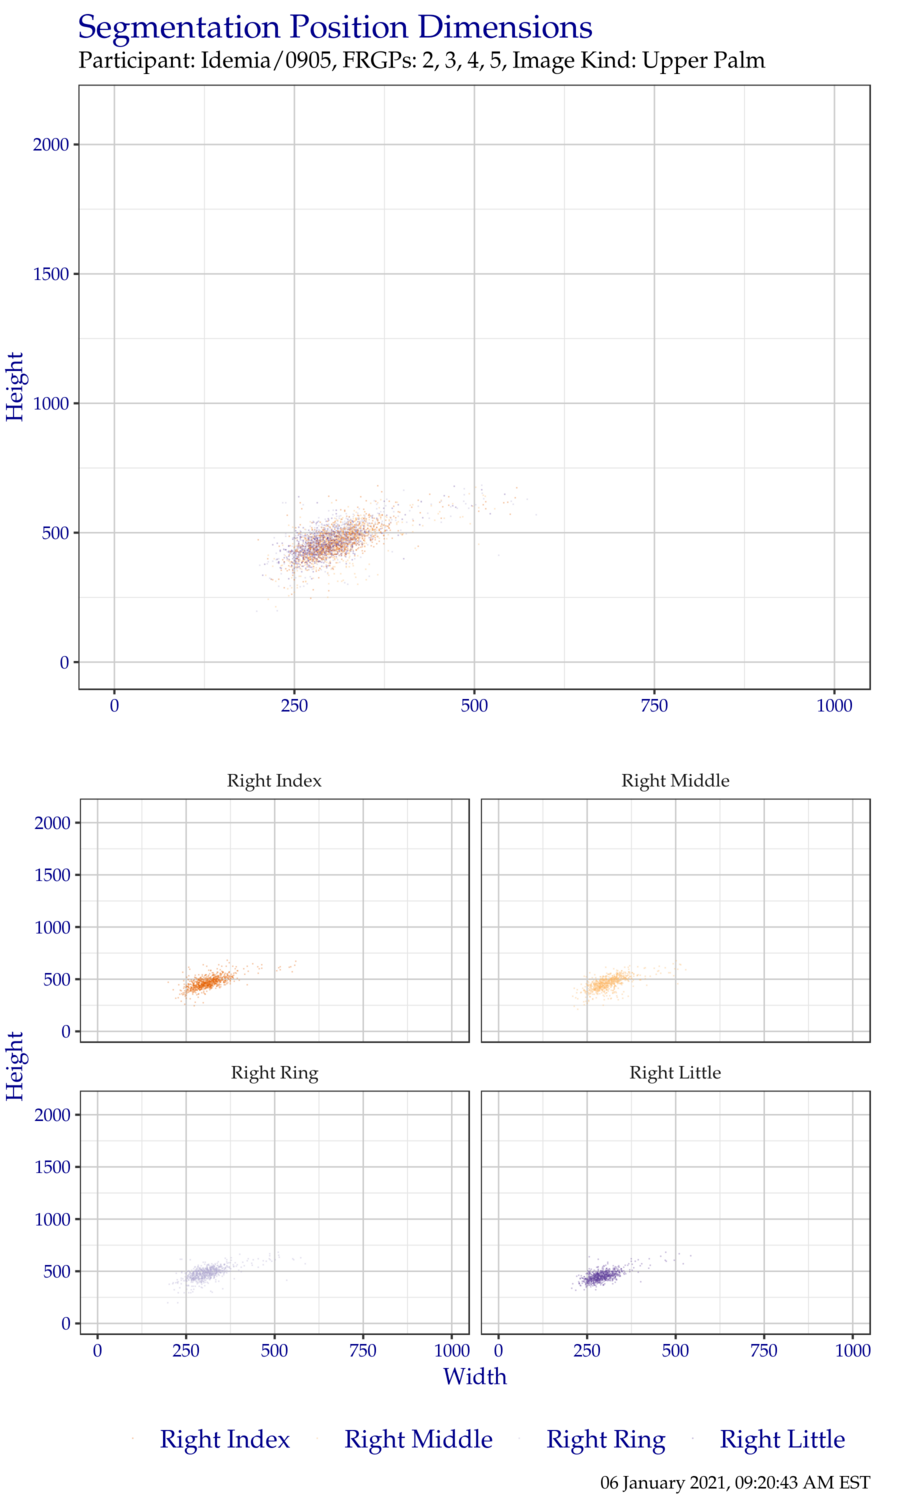 Segmentation Position Dimensions
Participant: Idemia/0905, FRGPs: 2, 3, 4, 5, Image Kind: Upper Palm
2000
1500
1000
500
0
Height
0 250 500 750 1000
Right Index Right Middle
2000
1500
1000
500
0
Height
Right Ring Right Little
2000
1500
1000
500
0
0 250 500 750 1000 0 250 500 750 1000
Width
Right Index Right Middle Right Ring Right Little
06 January 2021, 09:20:43 AM EST